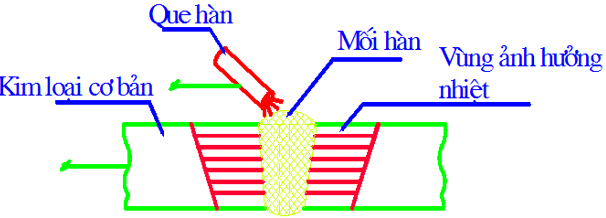 Que hàn
Mối hàn
Vùng ảnh hưởng
nhiệt
Kim loại cơ bản